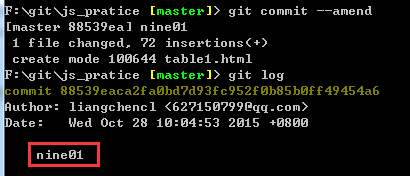 F:\git\js_pratice [master]> git commit --amend
[master 88539ea] nine01
 1 file changed, 72 insertions(+)
 create mode 100644 table1.html
F:\git\js_pratice [master]> git log
commit 88539eaca2fa0bd7d93fc952f0b85b0ff49454a6
Author: liangchencl <627150799@qq.com>
Date:   Wed Oct 28 10:04:53 2015 +0800
    nine01